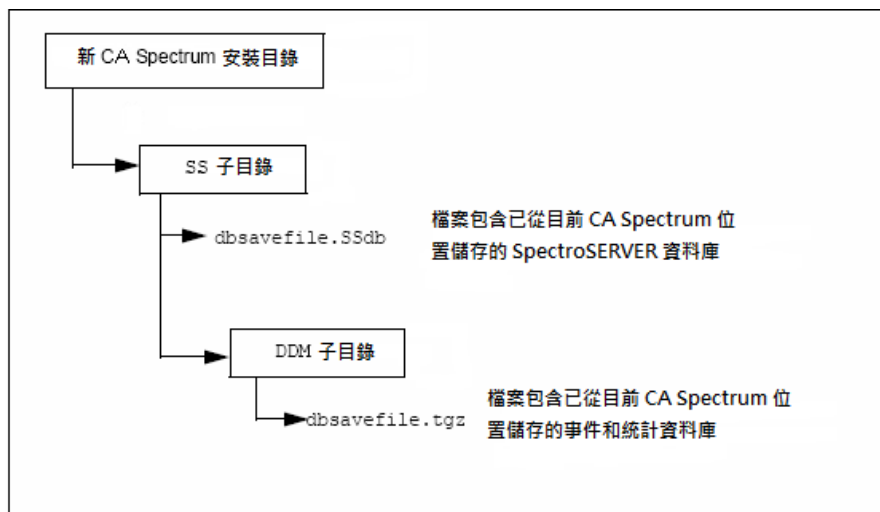 新 CA Spectrum 安裝目錄
SS 子目錄
dbsavefile.SSdb
檔案包含已從目前 CA Spectrum 位
置儲存的 SpectroSERVER 資料庫
DDM 子目錄
dbsavefile.tgz
檔案包含已從目前 CA Spectrum 位
置儲存的事件和統計資料庫